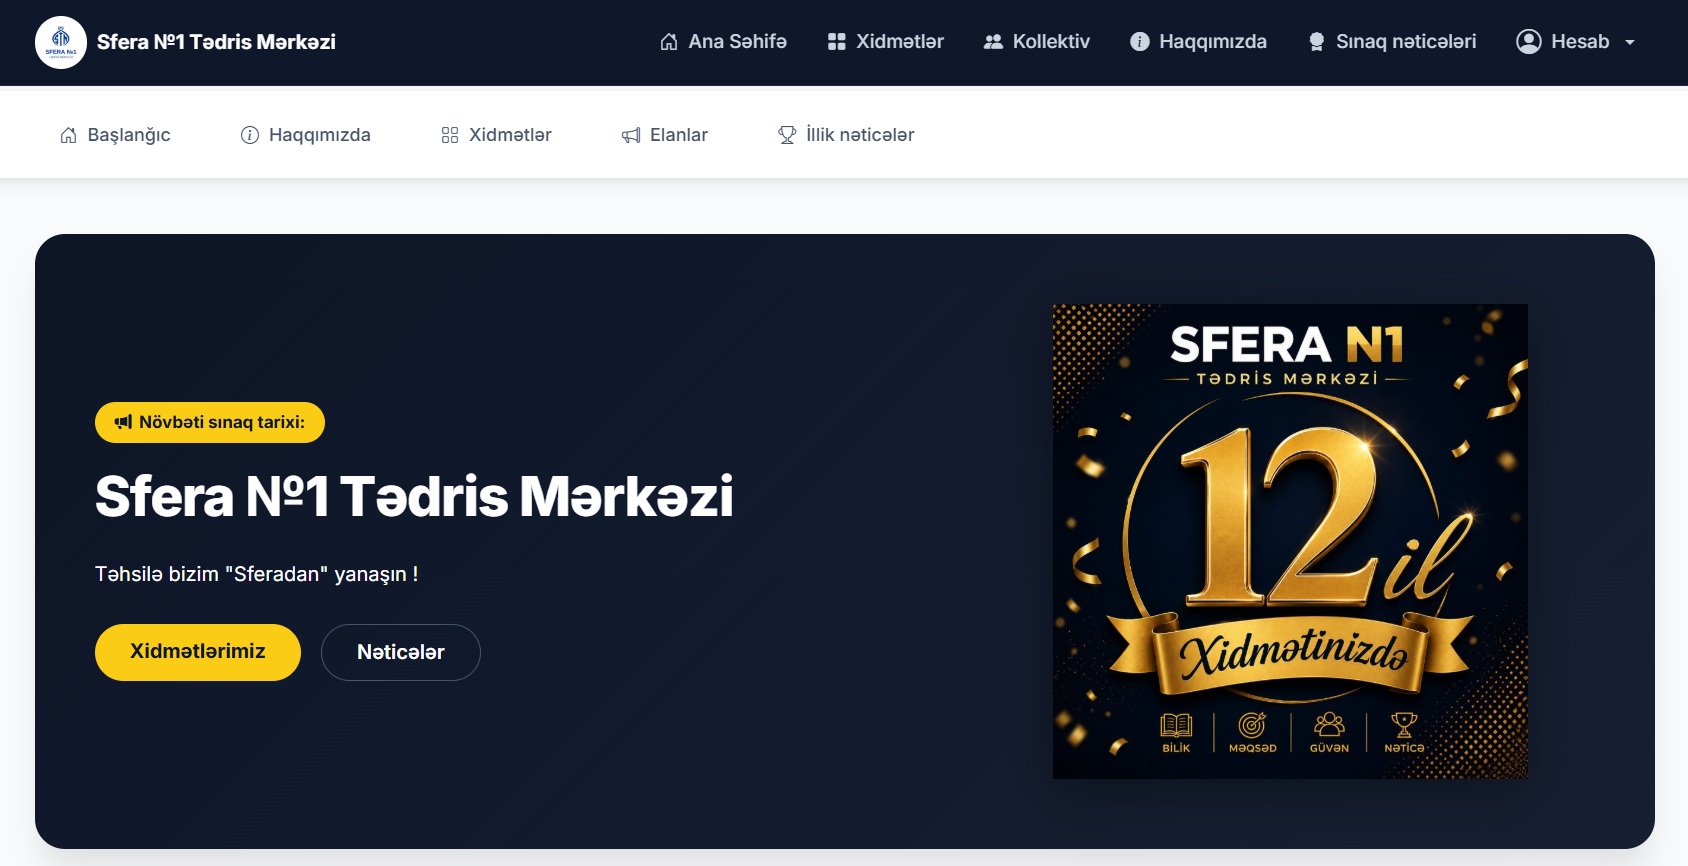 SFERA №1
Sfera №1 Tədris Mərkəzi
Ana Səhifə
Xidmətlər
Kollektiv
Haqqımızda
Sınaq nəticələri
Hesab
Başlanğıc
Haqqımızda
Xidmətlər
Elanlar
İllik nəticələr
Növbəti sınaq tarixi:
Sfera №1 Tədris Mərkəzi
Təhsilə bizim "Sferadan" yanaşın !
Xidmətlərimiz
Nəticələr
SFERA N1
TƏDRİS MƏRKƏZİ
12 il
Xidmətinizdə
BİLİK
MƏQSƏD
GÜVƏN
NƏTİCƏ